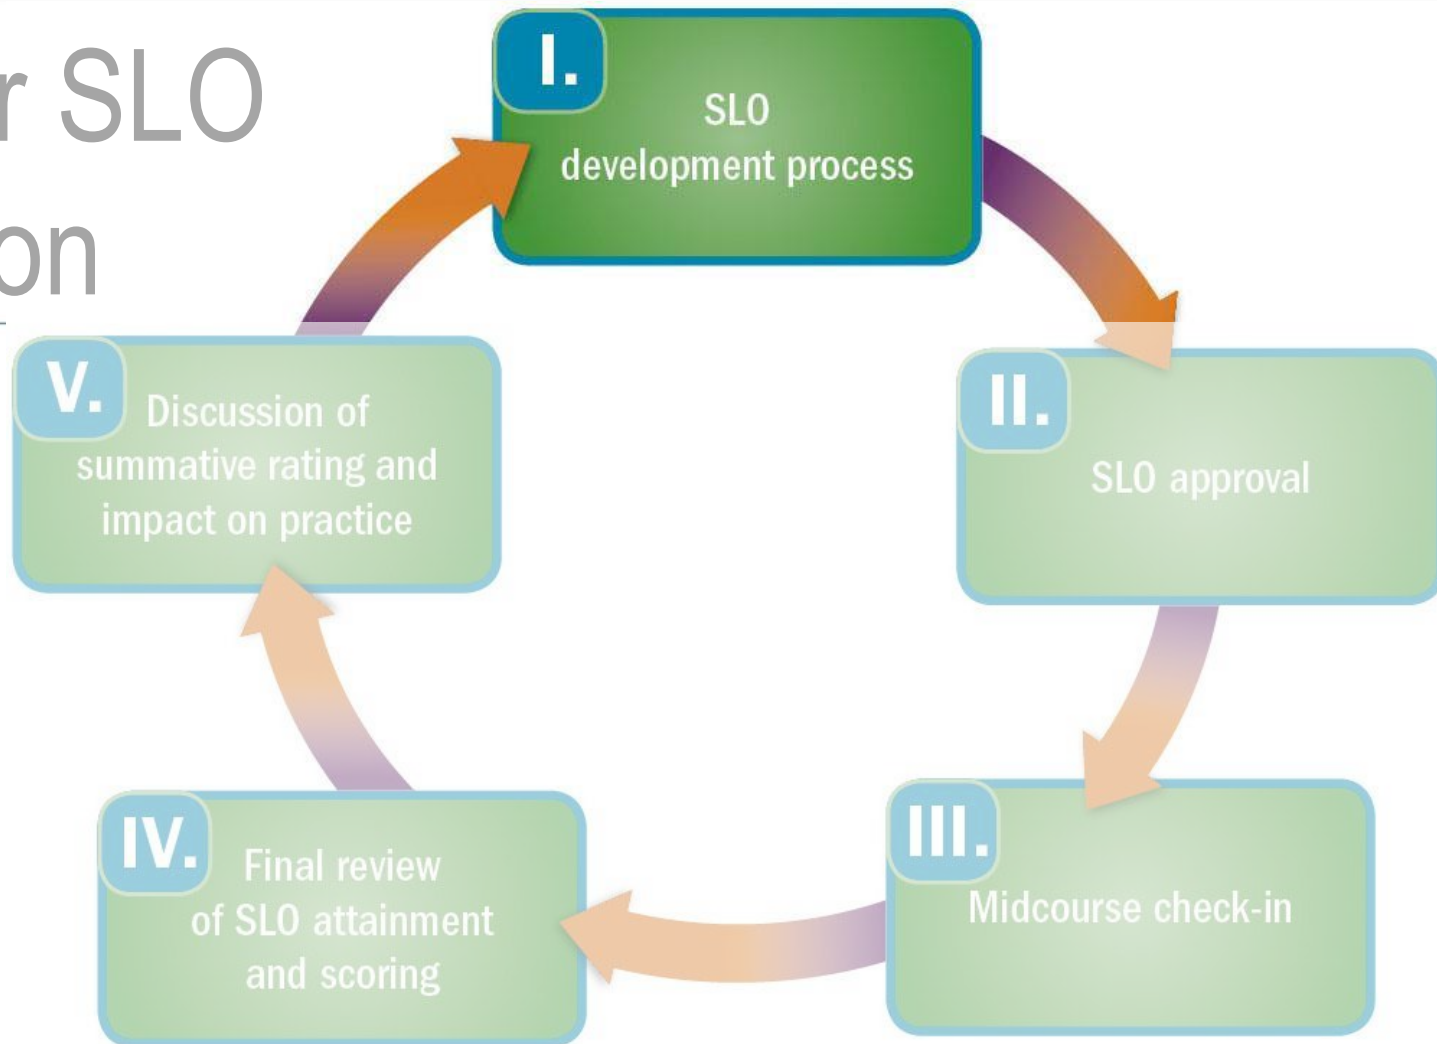 r SLO
on
I.
SLO
development process
II.
SLO approval
III.
Midcourse check-in
IV.
Final review
of SLO attainment
and scoring
V.
Discussion of
summative rating and
impact on practice